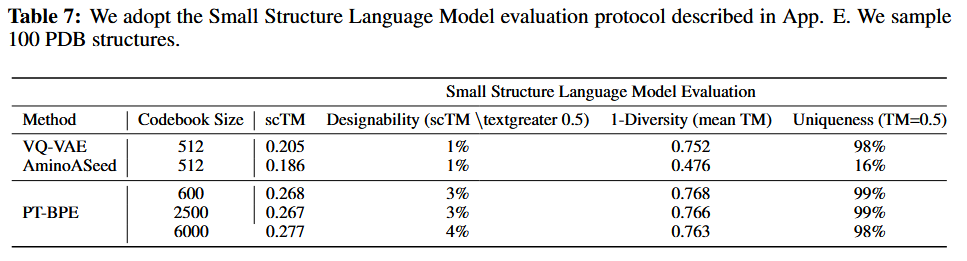 Table 7: We adopt the Small Structure Language Model evaluation protocol described in App. E. We sample
100 PDB structures.
Small Structure Language Model Evaluation
Method Codebook Size scTM Designability (scTM \textgreater 0.5) 1-Diversity (mean TM) Uniqueness (TM=0.5)
VQ-VAE 512 0.205 1% 0.752 98%
AminoASeed 512 0.186 1% 0.476 16%
600 0.268 3% 0.768 99%
PT-BPE 2500 0.267 3% 0.766 99%
6000 0.277 4% 0.763 98%